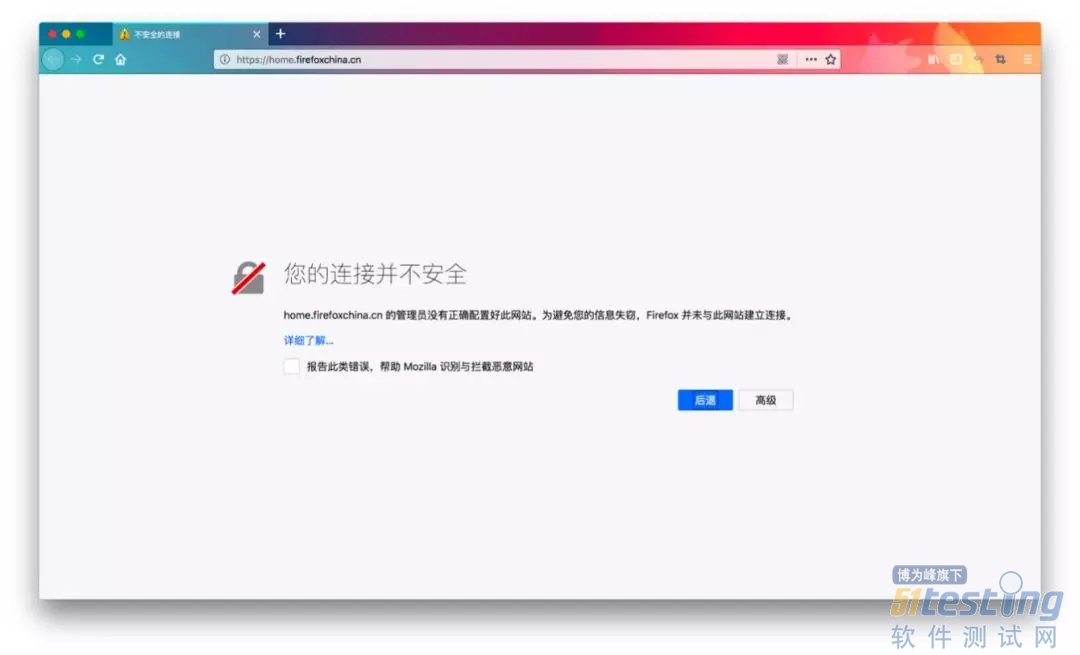 不安全的连接
https://home.firefoxchina.cn
您的连接并不安全
home.firefoxchina.cn 的管理员没有正确配置好此网站。为避免您的信息失窃，Firefox 并未与此网站建立连接。
详细了解...
报告此类错误，帮助 Mozilla 识别与拦截恶意网站
后退
高级
博为峰旗下
51testing
软件测试网